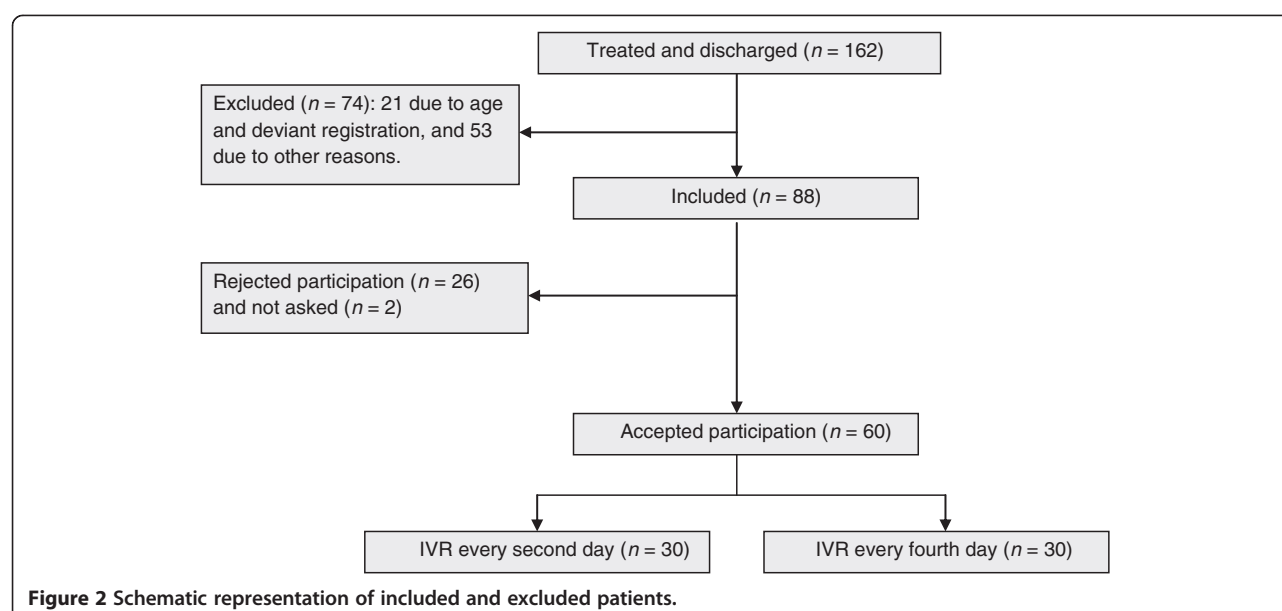 Treated and discharged (n = 162)
Excluded (n = 74): 21 due to age
and deviant registration, and 53
due to other reasons.
Included (n = 88)
Rejected participation (n = 26)
and not asked (n = 2)
Accepted participation (n = 60)
IVR every second day (n = 30)
IVR every fourth day (n = 30)
Figure 2 Schematic representation of included and excluded patients.